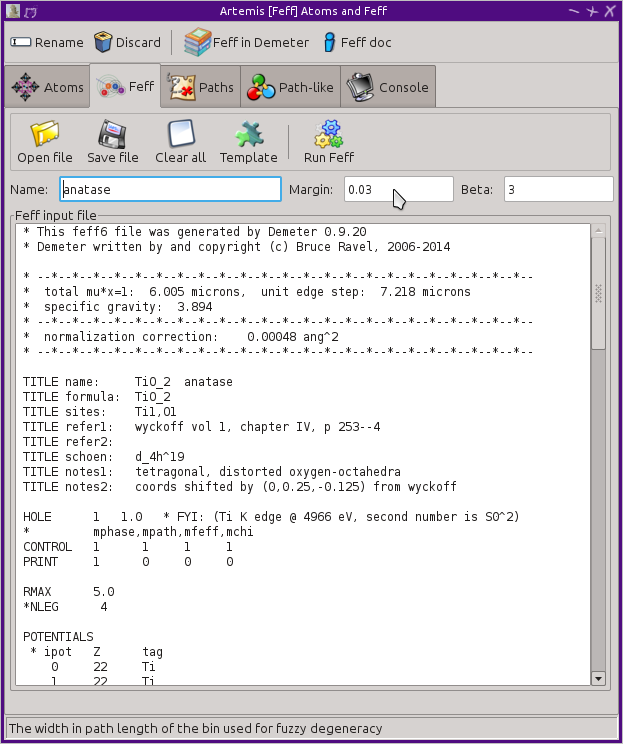 Artemis [Feff] Atoms and Feff
Rename Discard Feff in Demeter Feff doc
Atoms Feff Paths Path-like Console
Open file Save file Clear all Template Run Feff
Name: anatase Margin: 0.03 Beta: 3
Feff input file
* This feff6 file was generated by Demeter 0.9.20
* Demeter written by and copyright (c) Bruce Ravel, 2006-2014
* --*--*--*--*--*--*--*--*--*--*--*--*--*--*--*--*--*--*--*--*--*--*--*--
*  total mu*x=1:  6.005 microns,  unit edge step:  7.218 microns
*  specific gravity:  3.894
* --*--*--*--*--*--*--*--*--*--*--*--*--*--*--*--*--*--*--*--*--*--*--*--
*  normalization correction:    0.00048 ang^2
* --*--*--*--*--*--*--*--*--*--*--*--*--*--*--*--*--*--*--*--*--*--*--*--
TITLE name:     TiO_2  anatase
TITLE formula:  TiO_2
TITLE sites:    Ti1,O1
TITLE refer1:   wyckoff vol 1, chapter IV, p 253--4
TITLE refer2:
TITLE schoen:   d_4h^19
TITLE notes1:   tetragonal, distorted oxygen-octahedra
TITLE notes2:   coords shifted by (0,0.25,-0.125) from wyckoff
HOLE      1   1.0   * FYI: (Ti K edge @ 4966 eV, second number is S0^2)
*         mphase,mpath,mfeff,mchi
CONTROL   1      1     1     1
PRINT     1      0     0     0
RMAX      5.0
*NLEG      4
POTENTIALS
* ipot   Z      tag
0     22     Ti
1     22     Ti
The width in path length of the bin used for fuzzy degeneracy